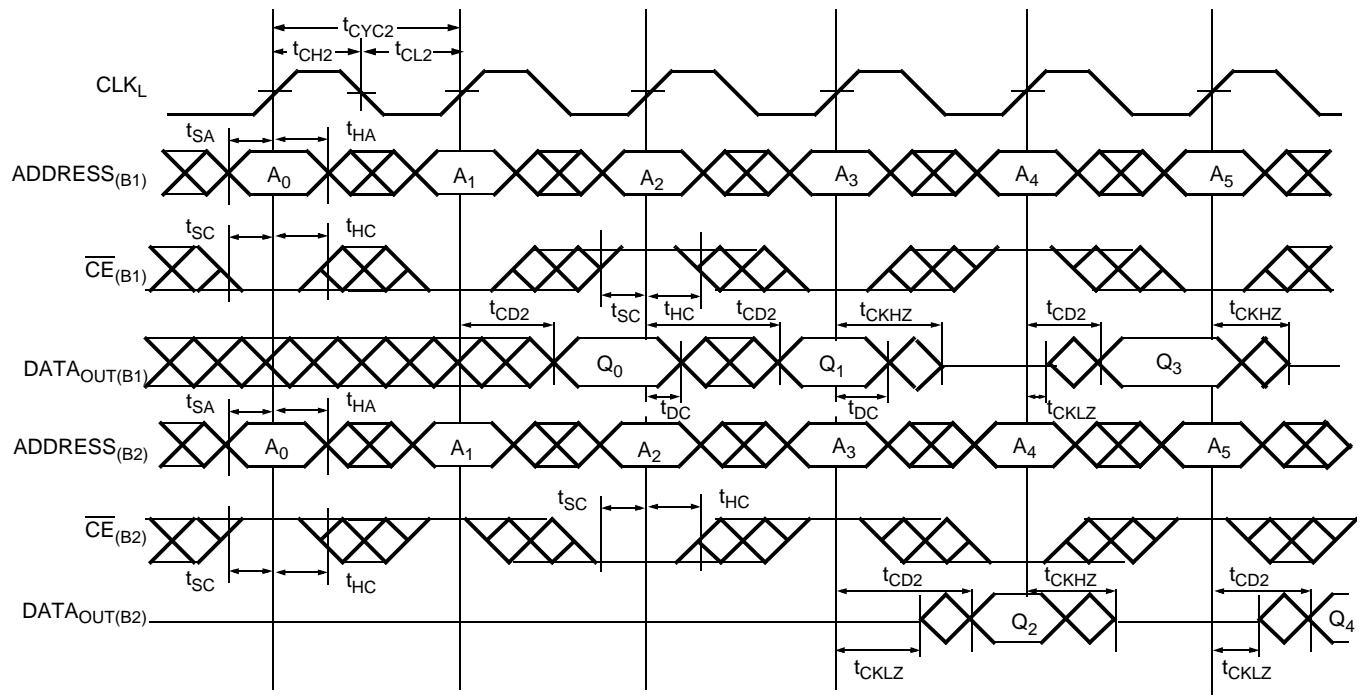 tCYC2
tCH2 tCL2
CLKL
tSA tHA
ADDRESS(B1) A0 A1 A2 A3 A4 A5
tSC tHC
CE(B1)
tCD2 tSC tHC tCD2 tCKHZ tCD2 tCKHZ
DATAOUT(B1) Q0 Q1 Q3
tSA tHA tDC tDC tCKLZ
ADDRESS(B2) A0 A1 A2 A3 A4 A5
tSC tHC
CE(B2)
tSC tHC tCD2 tCKHZ tCD2
DATAOUT(B2) Q2 Q4
tCKLZ tCKLZ